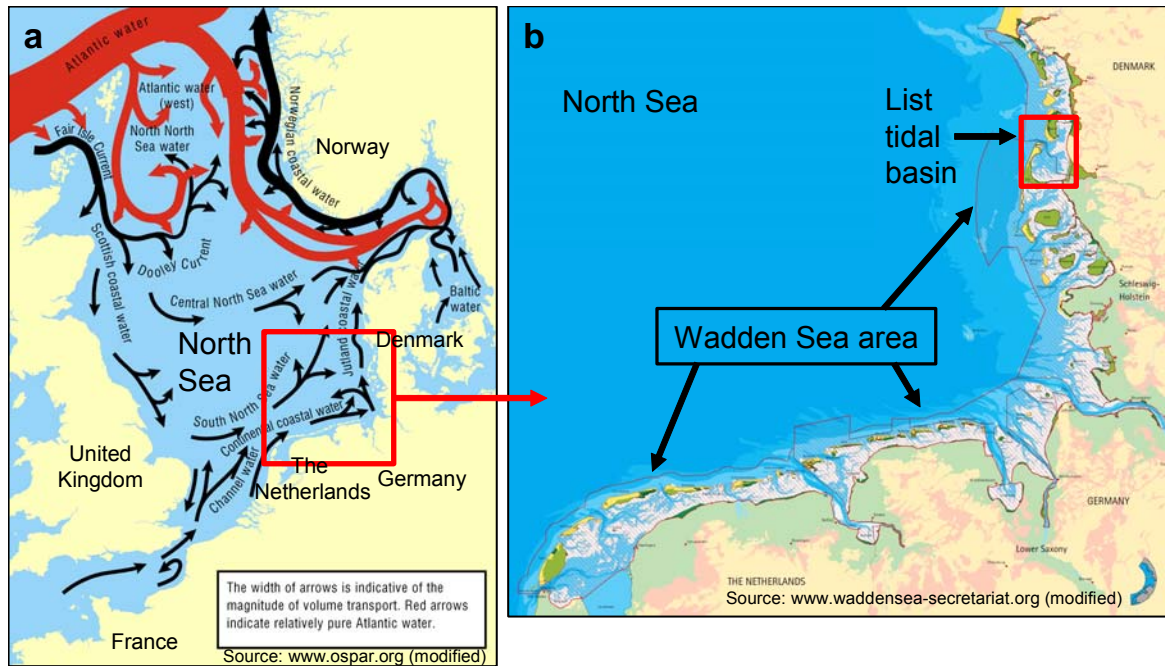 a
Atlantic water
Atlantic water
(west)
North North
Sea water
Fair Isle Current
Norwegian coastal water
Norway
Scottish coastal water
Dooley Current
Central North Sea water
Baltic
water
North
Sea
Denmark
Jutland coastal water
South North Sea water
Continental coastal water
Channel water
United
Kingdom
The
Netherlands
Germany
The width of arrows is indicative of the
magnitude of volume transport. Red arrows
indicate relatively pure Atlantic water.
France
Source: www.ospar.org (modified)
b
North Sea
DENMARK
List
tidal
basin
Schleswig-
Holstein
Wadden Sea area
GERMANY
Lower Saxony
THE NETHERLANDS
Source: www.waddensea-secretariat.org (modified)